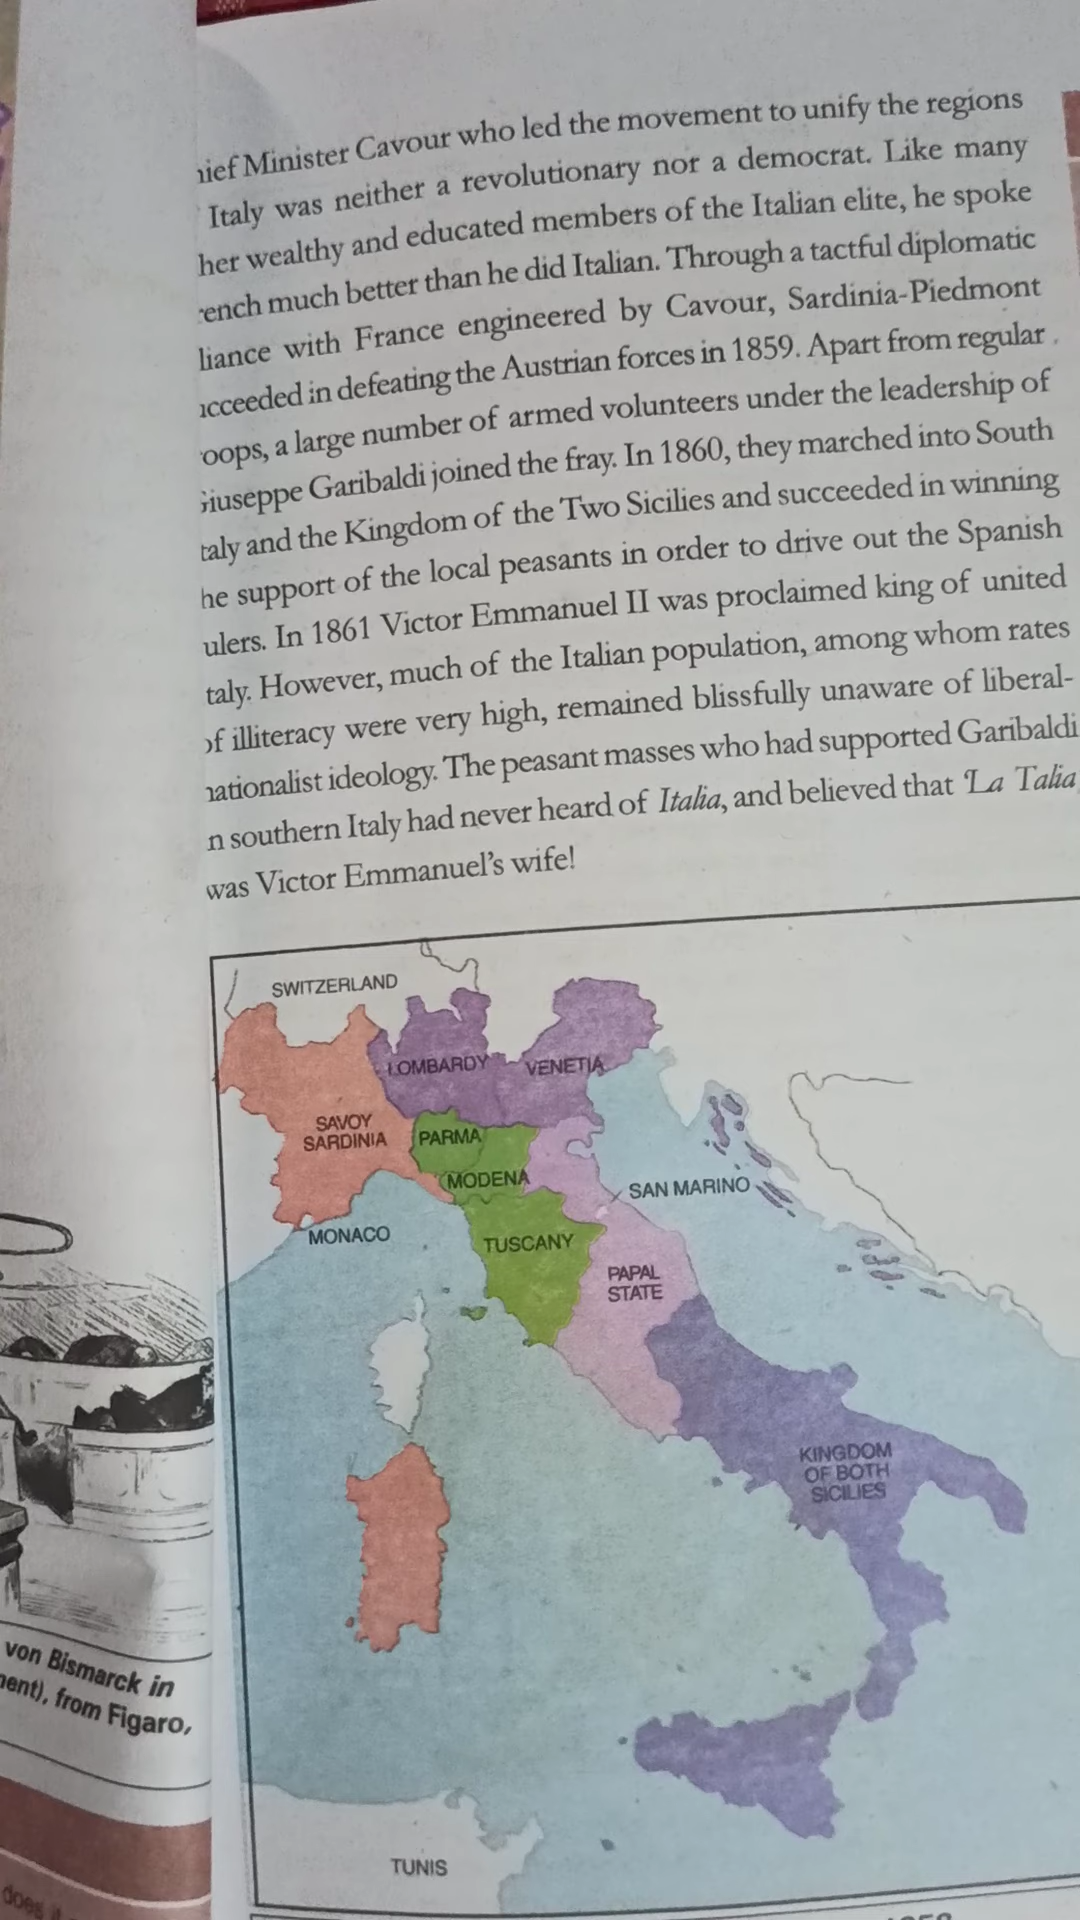 ief Minister Cavour who led the movement to unify the regions
Italy was neither a revolutionary nor a democrat. Like many
her wealthy and educated members of the Italian elite, he spoke
rench much better than he did Italian. Through a tactful diplomatic
liance with France engineered by Cavour, Sardinia-Piedmont
cceeded in defeating the Austrian forces in 1859. Apart from regular
oops, a large number of armed volunteers under the leadership of
iuseppe Garibaldi joined the fray. In 1860, they marched into South
taly and the Kingdom of the Two Sicilies and succeeded in winning
he support of the local peasants in order to drive out the Spanish
ulers. In 1861 Victor Emmanuel II was proclaimed king of united
taly. However, much of the Italian population, among whom rates
of illiteracy were very high, remained blissfully unaware of liberal-
nationalist ideology. The peasant masses who had supported Garibaldi
n southern Italy had never heard of Italia, and believed that 'La Talia
was Victor Emmanuel's wife!
SWITZERLAND
LOMBARDY
VENETIA
SAVOY
SARDINIA
PARMA
MODENA
SAN MARINO
MONACO
TUSCANY
PAPAL
STATE
KINGDOM
OF BOTH
SICILIES
TUNIS
von Bismarck in
ent), from Figaro,
does